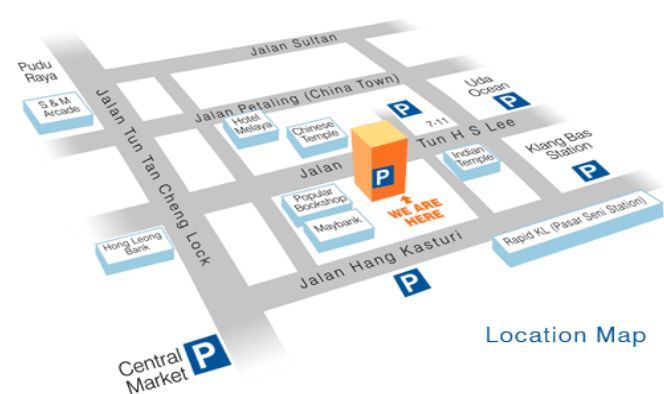 Jalan Sultan
Pudu
Raya
S & M
Arcade
Jalan Petaling (China Town)
Uda
Ocean
P
P
7-11
Hotel
Melaya
Chinese
Temple
Jalan Tun H S Lee
Jalan Tun Tan Cheng Lock
Indian
Temple
Klang Bas
Station
P
P
Popular
Bookshop
Maybank
WE ARE
HERE
Hong Leong
Bank
Rapid KL (Pasar Seni Station)
Jalan Hang Kasturi
P
Location Map
Central
Market
P